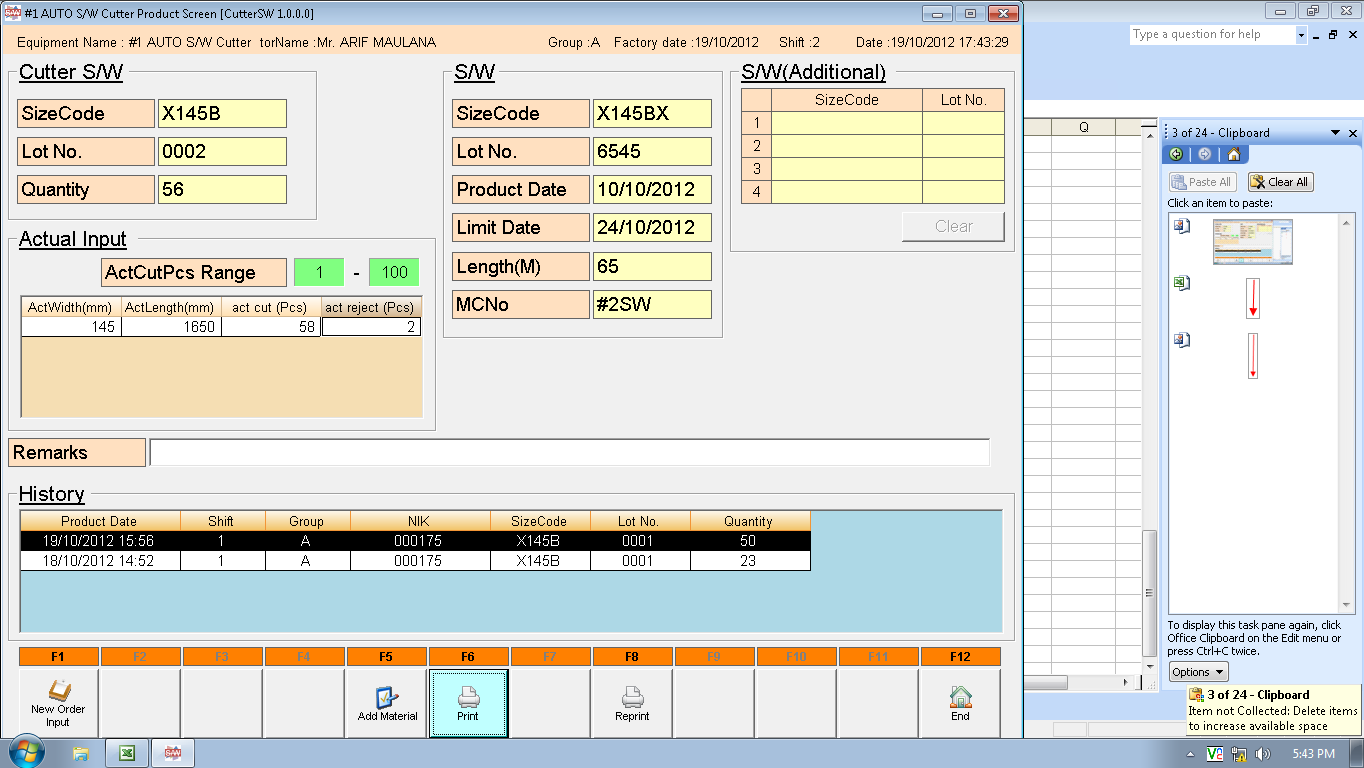 #1 AUTO S/W Cutter Product Screen [CutterSW 1.0.0.0]
Equipment Name : #1 AUTO S/W Cutter torName :Mr. ARIF MAULANA Group :A Factory date :19/10/2012 Shift :2 Date :19/10/2012 17:43:29
Type a question for help
Cutter S/W
SizeCode X145B
Lot No. 0002
Quantity 56
S/W
SizeCode X145BX
Lot No. 6545
Product Date 10/10/2012
Limit Date 24/10/2012
Length(M) 65
MCNo #2SW
S/W(Additional)
SizeCode Lot No.
1
2
3
4
Clear
Actual Input
ActCutPcs Range 1 - 100
ActWidth(mm) ActLength(mm) act cut (Pcs) act reject (Pcs)
145 1650 58 2
Remarks
History
Product Date Shift Group NIK SizeCode Lot No. Quantity
19/10/2012 15:56 1 A 000175 X145B 0001 50
18/10/2012 14:52 1 A 000175 X145B 0001 23
F1 F2 F3 F4 F5 F6 F7 F8 F9 F10 F11 F12
New Order
Input
Add Material
Print
Reprint
End
Q
3 of 24 - Clipboard
Paste All Clear All
Click an item to paste:
To display this task pane again, click
Office Clipboard on the Edit menu or
press Ctrl+C twice.
Options
3 of 24 - Clipboard
Item not Collected: Delete items
to increase available space
5:43 PM